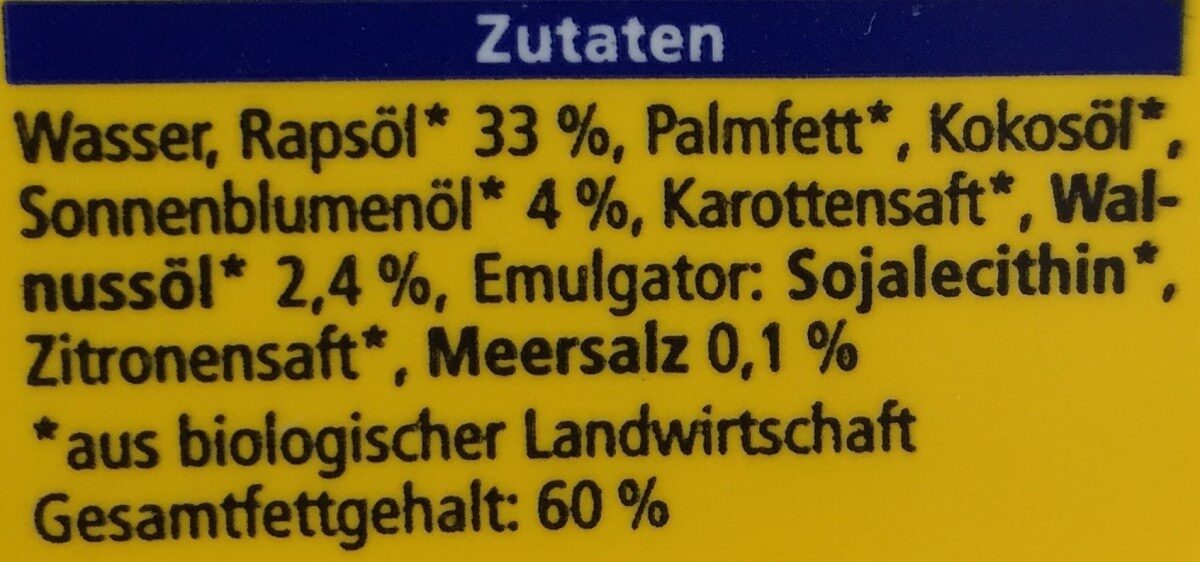 Zutaten
Wasser, Rapsöl* 33 %, Palmfett*, Kokosöl*,
Sonnenblumenöl* 4 %, Karottensaft*, Wal-
nussöl* 2,4 %, Emulgator: Sojalecithin*,
Zitronensaft*, Meersalz 0,1 %
*aus biologischer Landwirtschaft
Gesamtfettgehalt: 60 %